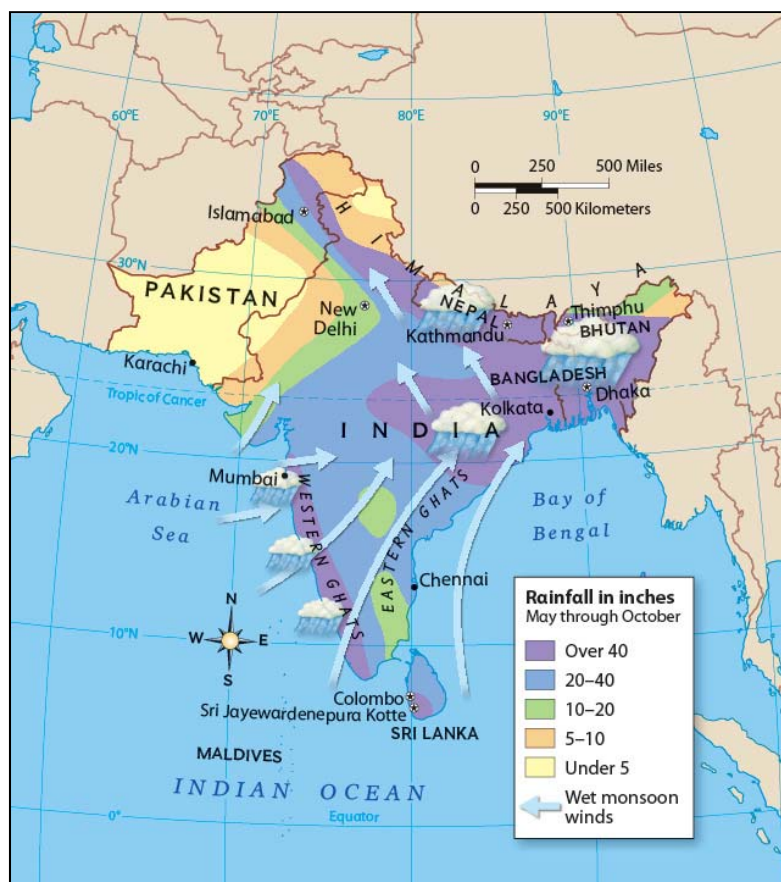 60°E
70°E
80°E
90°E
0 250 500 Miles
0 250 500 Kilometers
Islamabad
HIMALAYA
30°N
PAKISTAN
New
Delhi
NEPAL
Kathmandu
Thimphu
BHUTAN
Karachi
BANGLADESH
Dhaka
Tropic of Cancer
Kolkata
INDIA
20°N
Mumbai
Arabian
Sea
WESTERN GHATS
EASTERN GHATS
Bay of
Bengal
Chennai
N
W E
S
10°N
Rainfall in inches
May through October
Over 40
20–40
10–20
5–10
Under 5
Wet monsoon
winds
Colombo
Sri Jayewardenepura Kotte
SRI LANKA
MALDIVES
INDIAN OCEAN
0°
Equator